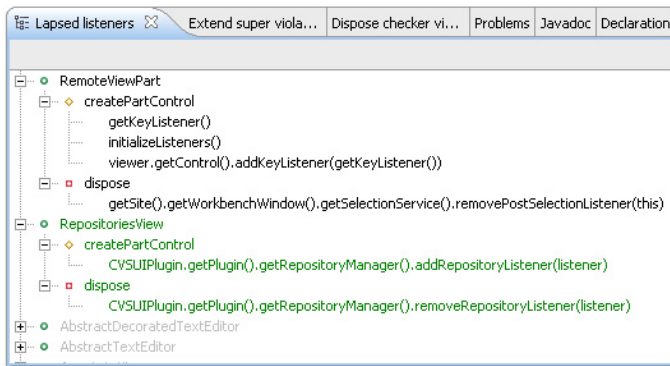 Lapsed listeners Extend super viola... Dispose checker vi... Problems Javadoc Declaration
RemoteViewPart
createPartControl
getKeyListener()
initializeListeners()
viewer.getControl().addKeyListener(getKeyListener())
dispose
getSite().getWorkbenchWindow().getSelectionService().removePostSelectionListener(this)
RepositoriesView
createPartControl
CVSUIPlugin.getPlugin().getRepositoryManager().addRepositoryListener(listener)
dispose
CVSUIPlugin.getPlugin().getRepositoryManager().removeRepositoryListener(listener)
AbstractDecoratedTextEditor
AbstractTextEditor